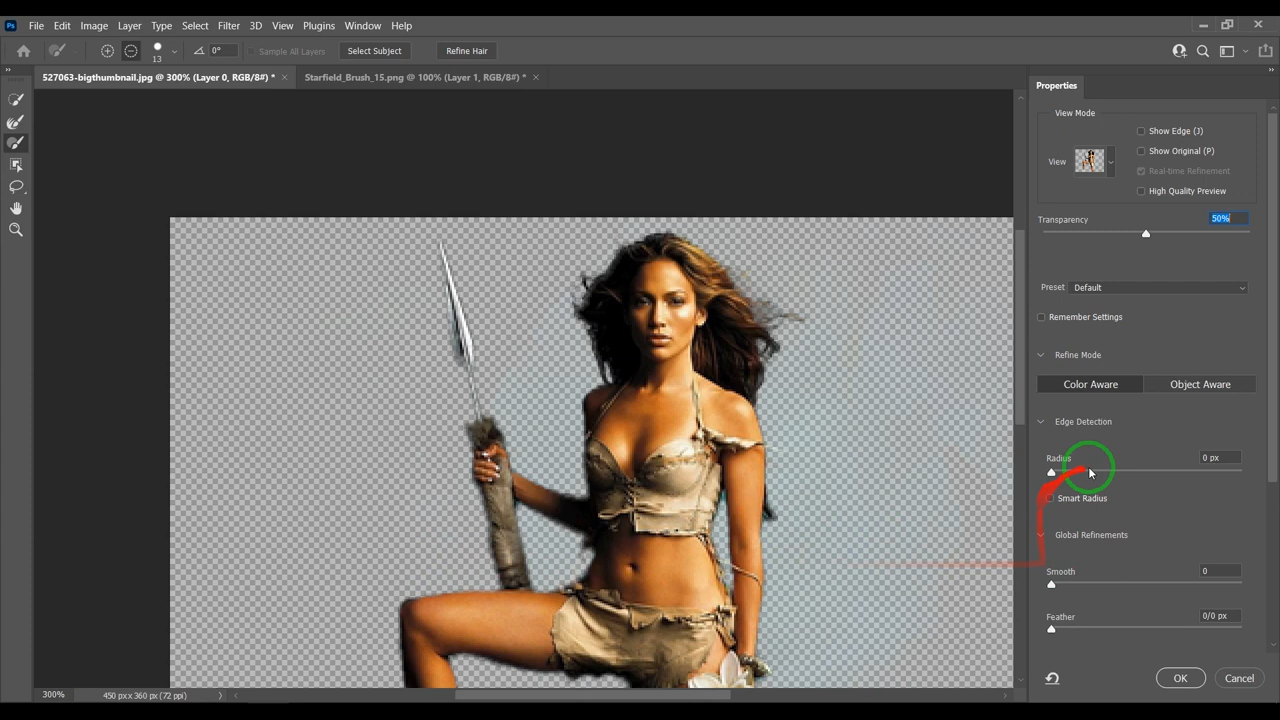 Ps File Edit Image Layer Type Select Filter 3D View Plugins Window Help
13 0° Sample All Layers Select Subject Refine Hair
527063-bigthumbnail.jpg @ 300% (Layer 0, RGB/8#) * Starfield_Brush_15.png @ 100% (Layer 1, RGB/8#) *
Properties
View Mode
Show Edge (J)
View Show Original (P)
Real-time Refinement
High Quality Preview
Transparency 50%
Preset Default
Remember Settings
Refine Mode
Color Aware Object Aware
Edge Detection
Radius 0 px
Smart Radius
Global Refinements
Smooth 0
Feather 0/0 px
OK Cancel
300% 450 px x 360 px (72 ppi)